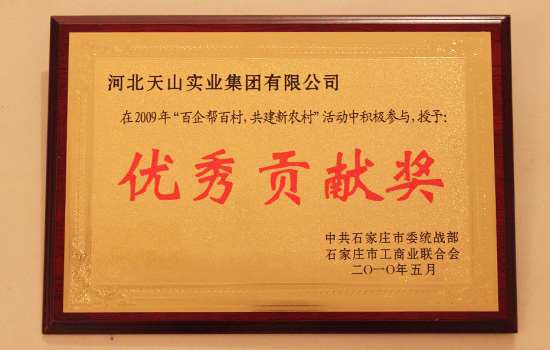 河北天山实业集团有限公司
在2009年“百企帮百村，共建新农村”活动中积极参与，授予：
优秀贡献奖
中共石家庄市委统战部
石家庄市工商业联合会
二〇一〇年五月